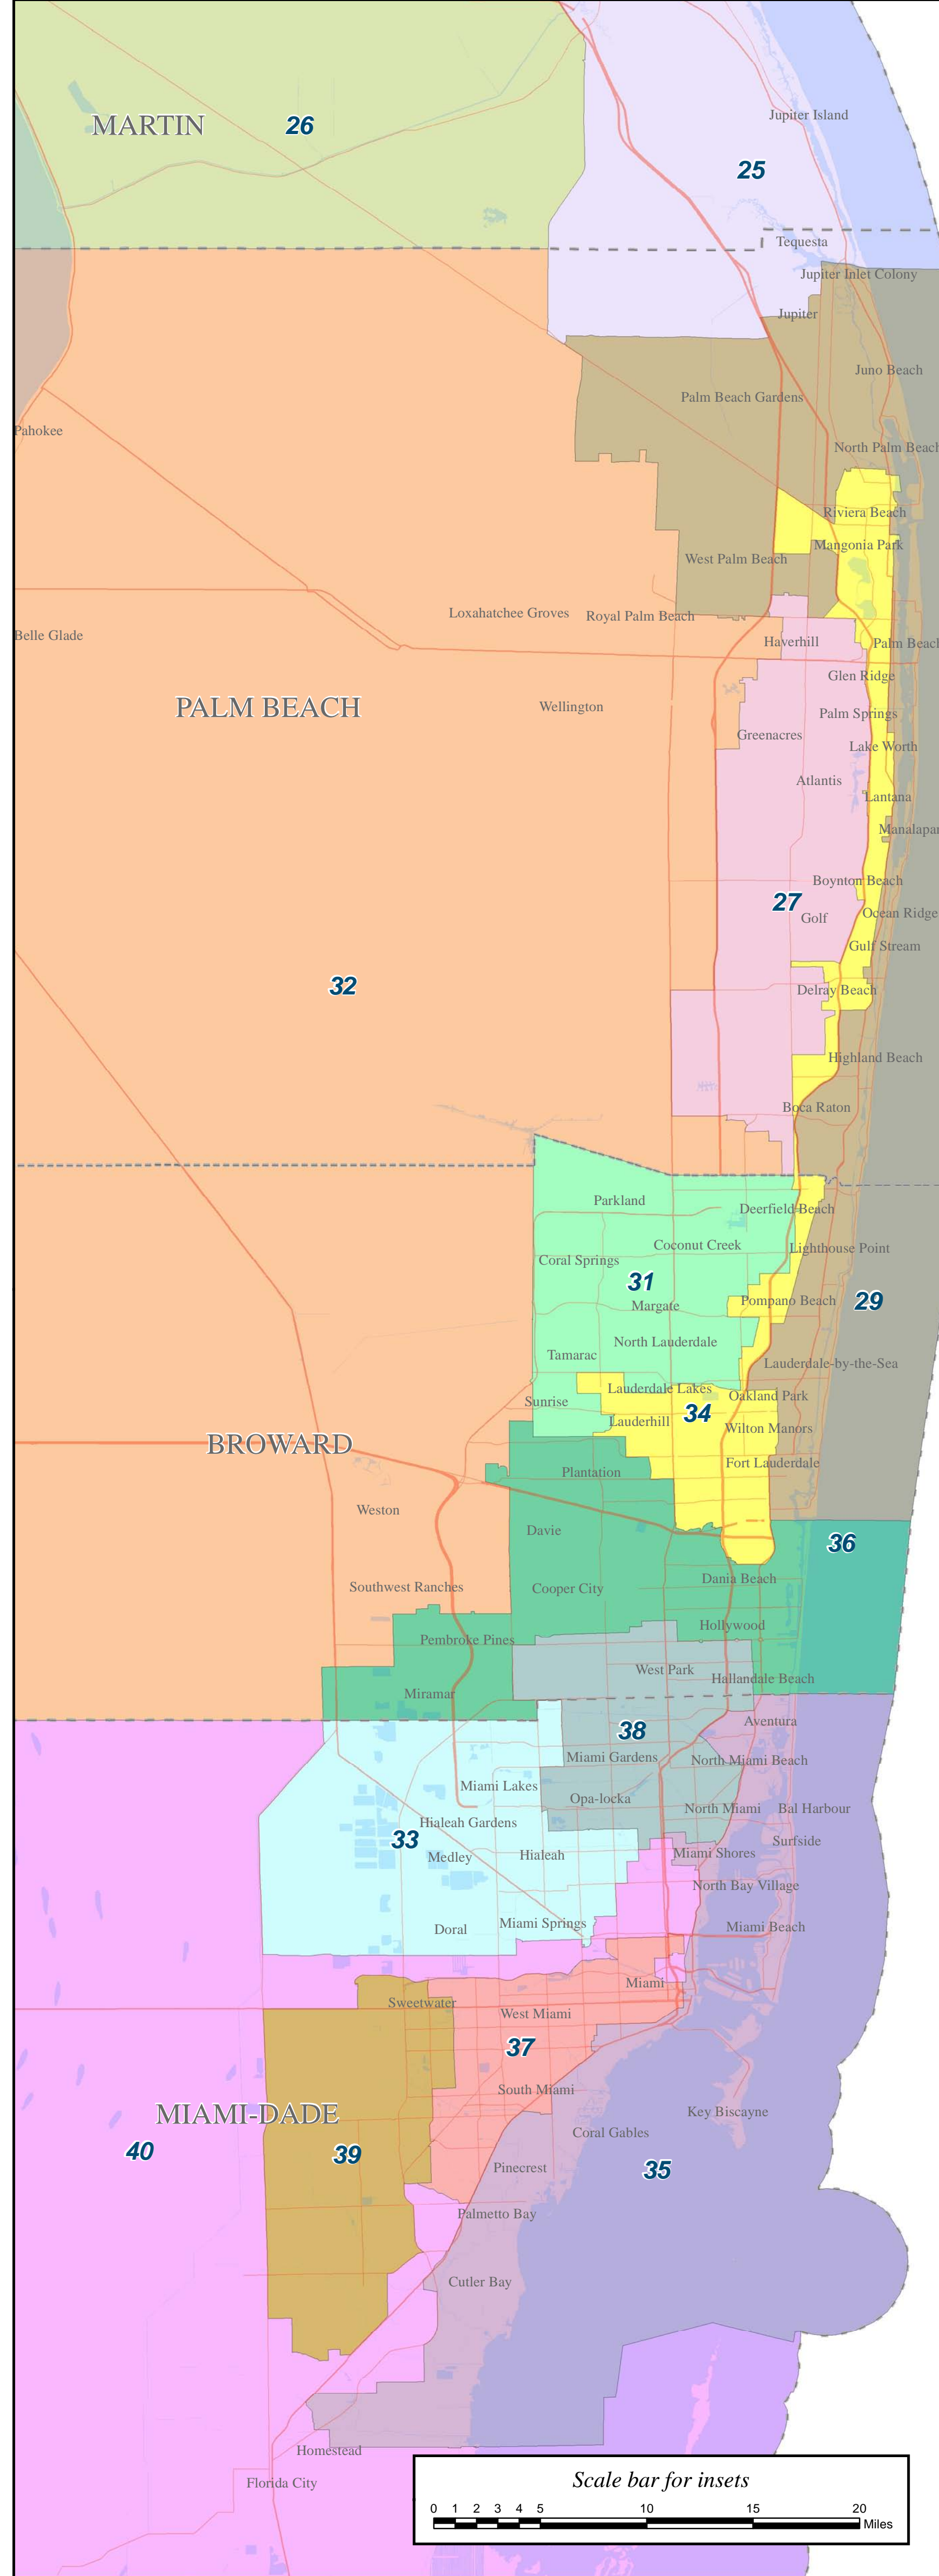 Jupiter Island
MARTIN
26
25
Tequesta
Jupiter Inlet Colony
Jupiter
Juno Beach
Palm Beach Gardens
Pahokee
North Palm Beach
Riviera Beach
Mangonia Park
West Palm Beach
Loxahatchee Groves
Royal Palm Beach
Belle Glade
Haverhill
Palm Beach
Glen Ridge
PALM BEACH
Wellington
Palm Springs
Greenacres
Lake Worth
Atlantis
Lantana
Manalapan
Boynton Beach
27
Golf
Ocean Ridge
Gulf Stream
32
Delray Beach
Highland Beach
Boca Raton
Parkland
Deerfield Beach
Coconut Creek
Lighthouse Point
Coral Springs
31
Margate
Pompano Beach
29
North Lauderdale
Tamarac
Lauderdale-by-the-Sea
Lauderdale Lakes
Oakland Park
Sunrise
34
Lauderhill
Wilton Manors
BROWARD
Fort Lauderdale
Plantation
Weston
Davie
36
Dania Beach
Southwest Ranches
Cooper City
Hollywood
Pembroke Pines
West Park
Hallandale Beach
Miramar
Aventura
38
Miami Gardens
North Miami Beach
Miami Lakes
Opa-locka
North Miami
Bal Harbour
Hialeah Gardens
33
Surfside
Medley
Hialeah
Miami Shores
North Bay Village
Miami Springs
Doral
Miami Beach
Miami
Sweetwater
West Miami
37
South Miami
MIAMI-DADE
Key Biscayne
Coral Gables
40
39
Pinecrest
35
Palmetto Bay
Cutler Bay
Homestead
Florida City
Scale bar for insets
0 1 2 3 4 5 10 15 20
Miles